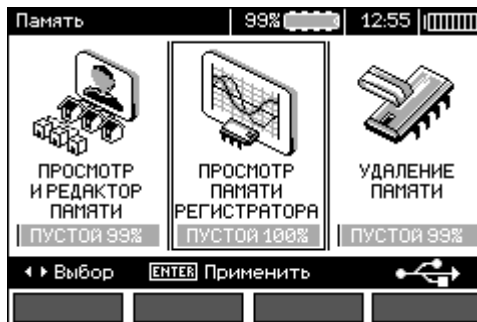 Память 99% 12:55
ПРОСМОТР
И РЕДАКТОР
ПАМЯТИ
ПУСТОЙ 99%
ПРОСМОТР
ПАМЯТИ
РЕГИСТРАТОРА
ПУСТОЙ 100%
УДАЛЕНИЕ
ПАМЯТИ
ПУСТОЙ 99%
Выбор ENTER Применить